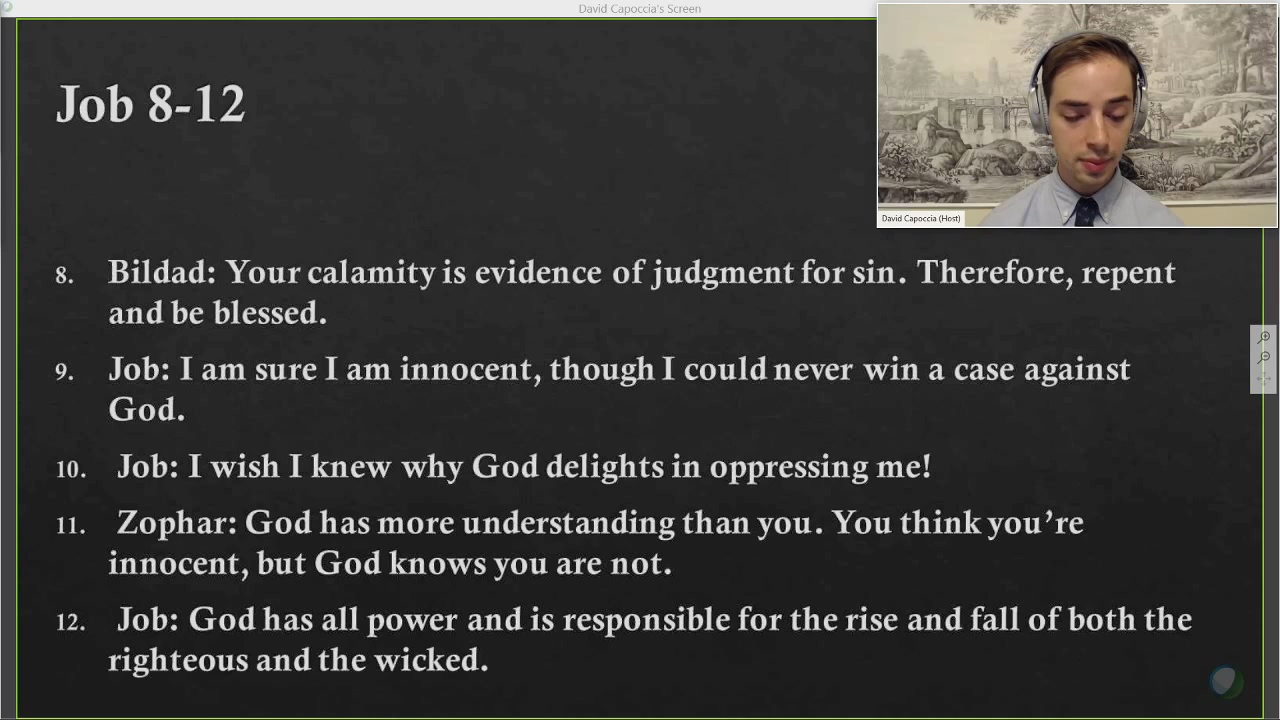 David Capoccia's Screen
David Capoccia (Host)
Job 8-12
8. Bildad: Your calamity is evidence of judgment for sin. Therefore, repent
and be blessed.
9. Job: I am sure I am innocent, though I could never win a case against
God.
10. Job: I wish I knew why God delights in oppressing me!
11. Zophar: God has more understanding than you. You think you’re
innocent, but God knows you are not.
12. Job: God has all power and is responsible for the rise and fall of both the
righteous and the wicked.